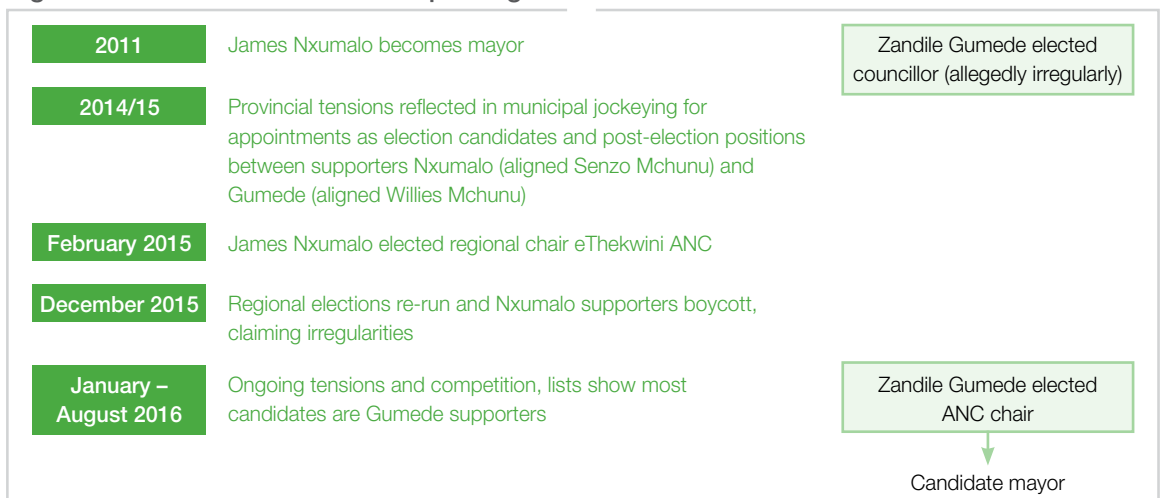 2011
James Nxumalo becomes mayor
Zandile Gumede elected
councillor (allegedly irregularly)
2014/15
Provincial tensions reflected in municipal jockeying for
appointments as election candidates and post-election positions
between supporters Nxumalo (aligned Senzo Mchunu) and
Gumede (aligned Willies Mchunu)
February 2015
James Nxumalo elected regional chair eThekwini ANC
December 2015
Regional elections re-run and Nxumalo supporters boycott,
claiming irregularities
January –
August 2016
Ongoing tensions and competition, lists show most
candidates are Gumede supporters
Zandile Gumede elected
ANC chair
Candidate mayor